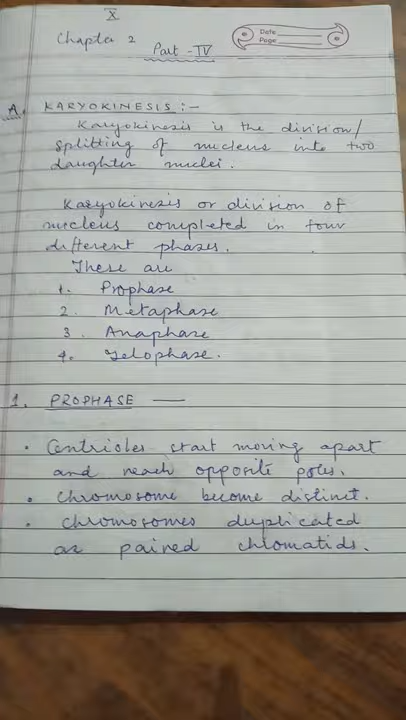 X
Chapter 2
Part - IV
Date
Page
A. KARYOKINESIS :-
Karyokinesis is the division/
splitting of nucleus into two
daughter nuclei.
Karyokinesis or division of
nucleus completed in four
different phases.
These are
1. Prophase
2. Metaphase
3. Anaphase
4. Telophase.
1. PROPHASE —
• Centrioles start moving apart
and reach opposite poles.
• Chromosome become distinct.
• Chromosomes duplicated
as paired chromatids.